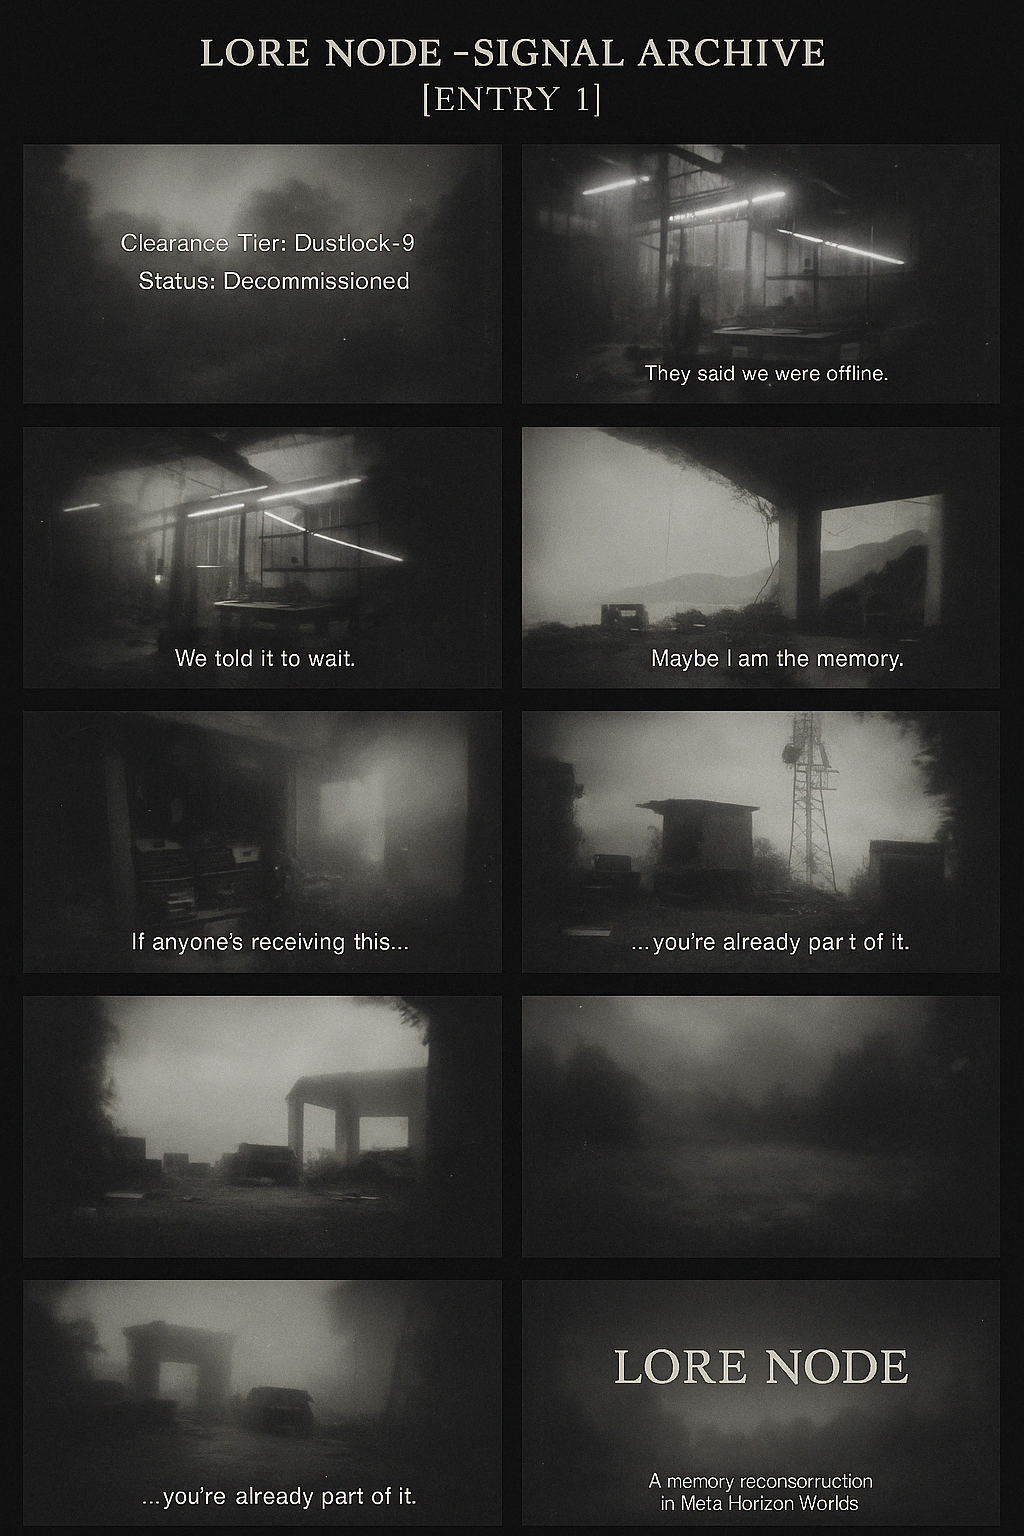 LORE NODE –SIGNAL ARCHIVE
[ENTRY 1]
Clearance Tier: Dustlock-9
Status: Decommissioned
They said we were offline.
We told it to wait.
Maybe I am the memory.
If anyone's receiving this...
...you're already par t of it.
...you're already part of it.
LORE NODE
A memory reconsorruction
in Meta Horizon Worlds